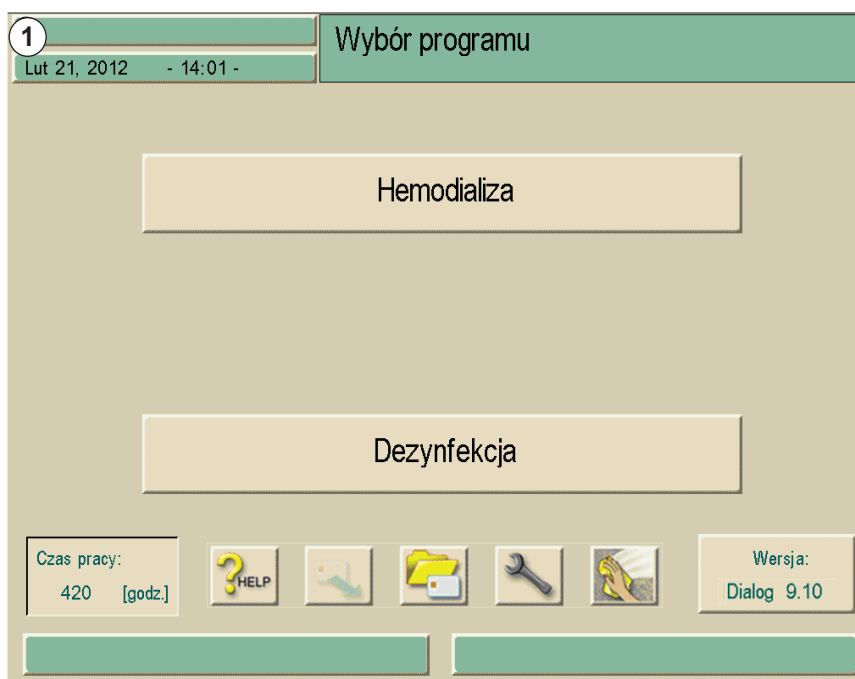 1
Wybór programu
Lut 21, 2012 - 14:01 -
Hemodializa
Dezynfekcja
Czas pracy:
420 [godz.]
HELP
Wersja:
Dialog 9.10